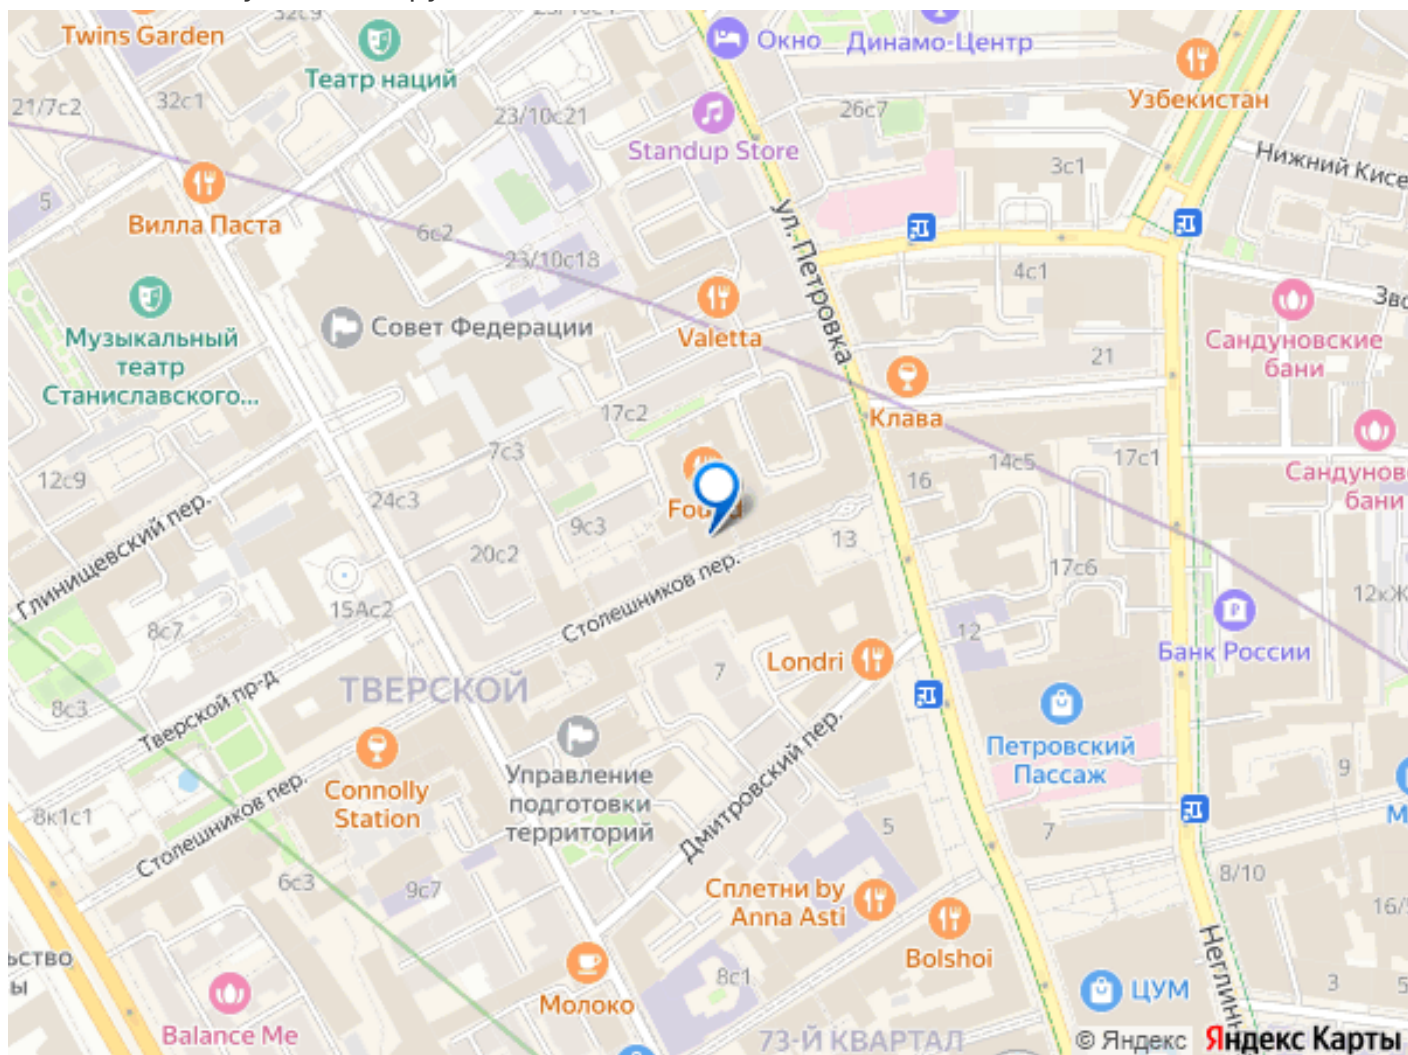 Twins Garden
Театр наций
Окно
Динамо-Центр
Узбекистан
21/7с2
32с1
23/10с21
Standup Store
26с7
3с1
Нижний Кисе
5
Вилла Паста
6с2
23/10с18
ул. Петровка
4с1
Зво
Совет Федерации
Valetta
21
Сандуновские
бани
Музыкальный
театр
Станиславского...
17с2
Клава
12с9
7с3
24с3
16
14с5
17с1
Сандунов
бани
9с3
20с2
13
Глинищевский пер.
Столешников пер.
17с6
12кЖ
15Ас2
8с7
12
Банк России
7
Londri
ТВЕРСКОЙ
8с3
Тверской пр-д
Петровский
Пассаж
Управление
подготовки
территорий
Connolly
Station
Дмитровский пер.
9
М
8к1с1
Столешников пер.
5
7
6с3
9с7
8/10
Сплетни by
Anna Asti
16/
Bolshoi
ьство
ы
Молоко
8с1
ЦУМ
Неглинн
3
5
Balance Me
73-Й КВАРТАЛ
© Яндекс Яндекс Карты